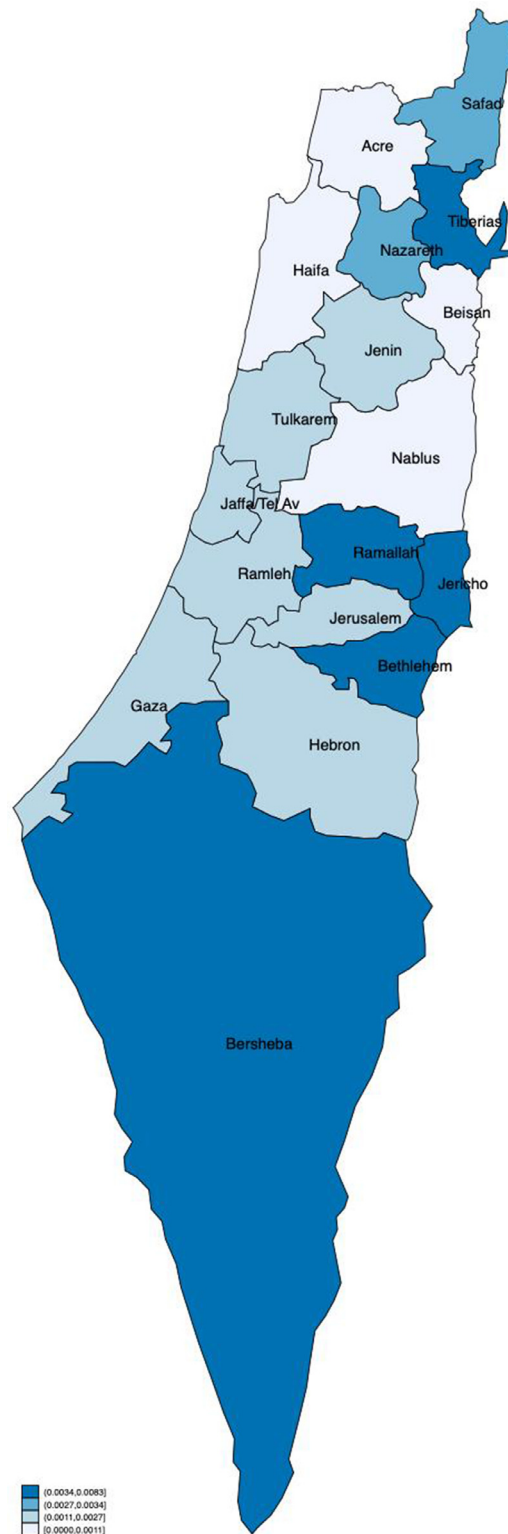 Safad
Acre
Tiberias
Nazareth
Haifa
Beisan
Jenin
Tulkarem
Nablus
Jaffa/Tel Av
Ramallah
Ramleh
Jericho
Jerusalem
Bethlehem
Gaza
Hebron
Bersheba
(0.0034,0.0083]
(0.0027,0.0034]
(0.0011,0.0027]
[0.0000,0.0011]